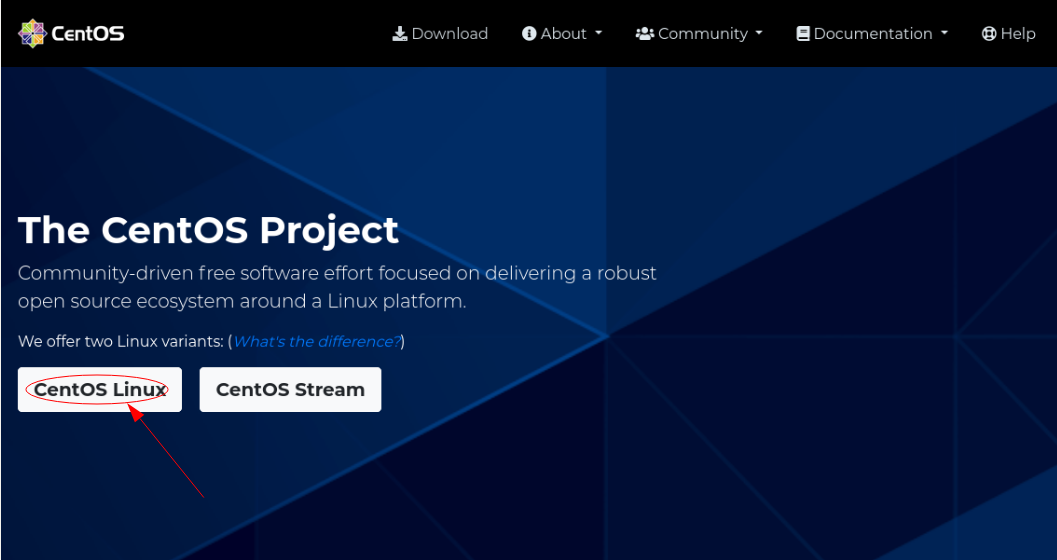 CentOS Download About Community Documentation Help
The CentOS Project
Community-driven free software effort focused on delivering a robust
open source ecosystem around a Linux platform.
We offer two Linux variants: (What's the difference?)
CentOS Linux CentOS Stream